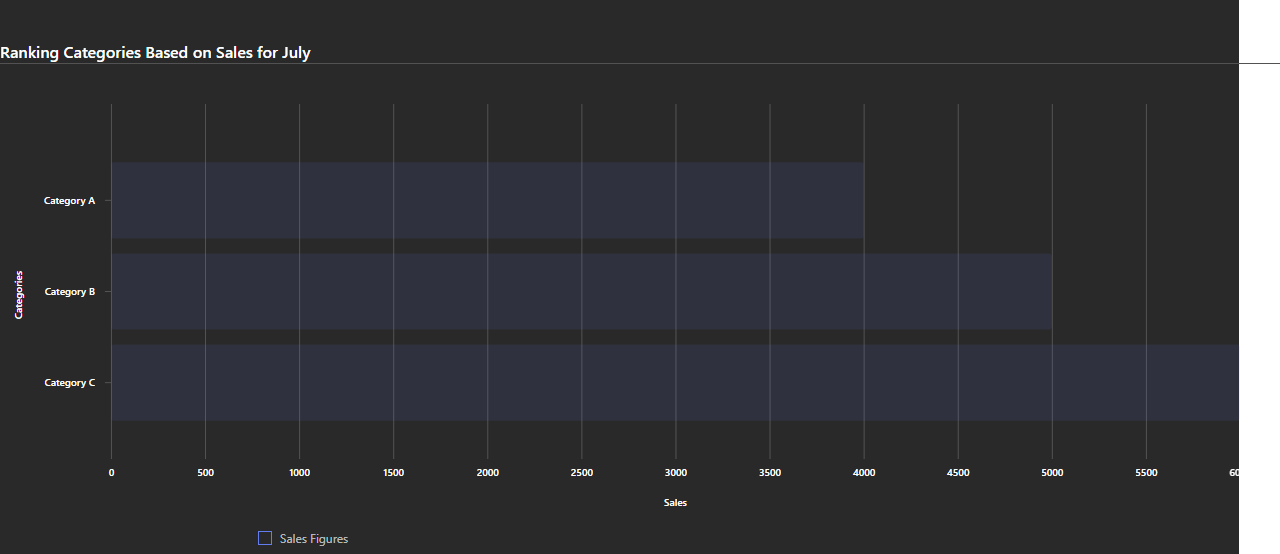 Ranking Categories Based on Sales for July
Category A
Category B
Category C
Categories
0 500 1000 1500 2000 2500 3000 3500 4000 4500 5000 5500 60
Sales
Sales Figures